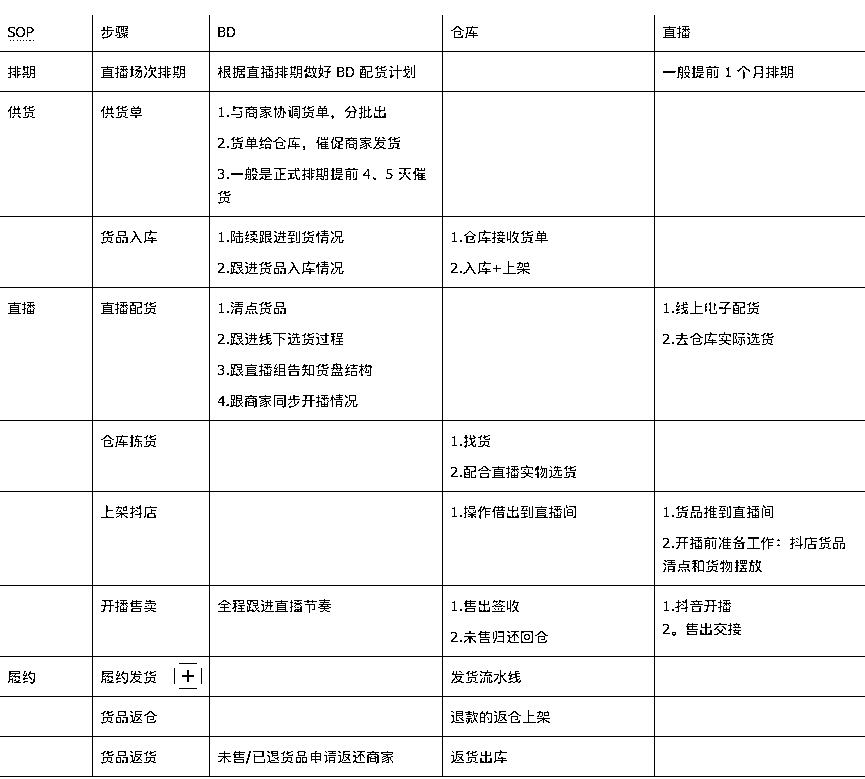 SOP 步骤 BD 仓库 直播
排期 直播场次排期 根据直播排期做好 BD 配货计划 一般提前 1 个月排期
供货 供货单 1.与商家协调货单，分批出
2.货单给仓库，催促商家发货
3.一般是正式排期提前 4、5 天催
货
货品入库 1.陆续跟进到货情况 1.仓库接收货单
2.跟进货品入库情况 2.入库+上架
直播 直播配货 1.清点货品 1.线上电子配货
2.跟进线下选货过程 2.去仓库实际选货
3.跟直播组告知货盘结构
4.跟商家同步开播情况
仓库拣货 1.找货
2.配合直播实物选货
上架抖店 1.操作借出到直播间 1.货品推到直播间
2.开播前准备工作：抖店货品
清点和货物摆放
开播售卖 全程跟进直播节奏 1.售出签收 1.抖音开播
2.未售归还回仓 2。售出交接
履约 履约发货 + 发货流水线
货品返仓 退款的返仓上架
货品返货 未售/已退货品申请返还商家 返货出库